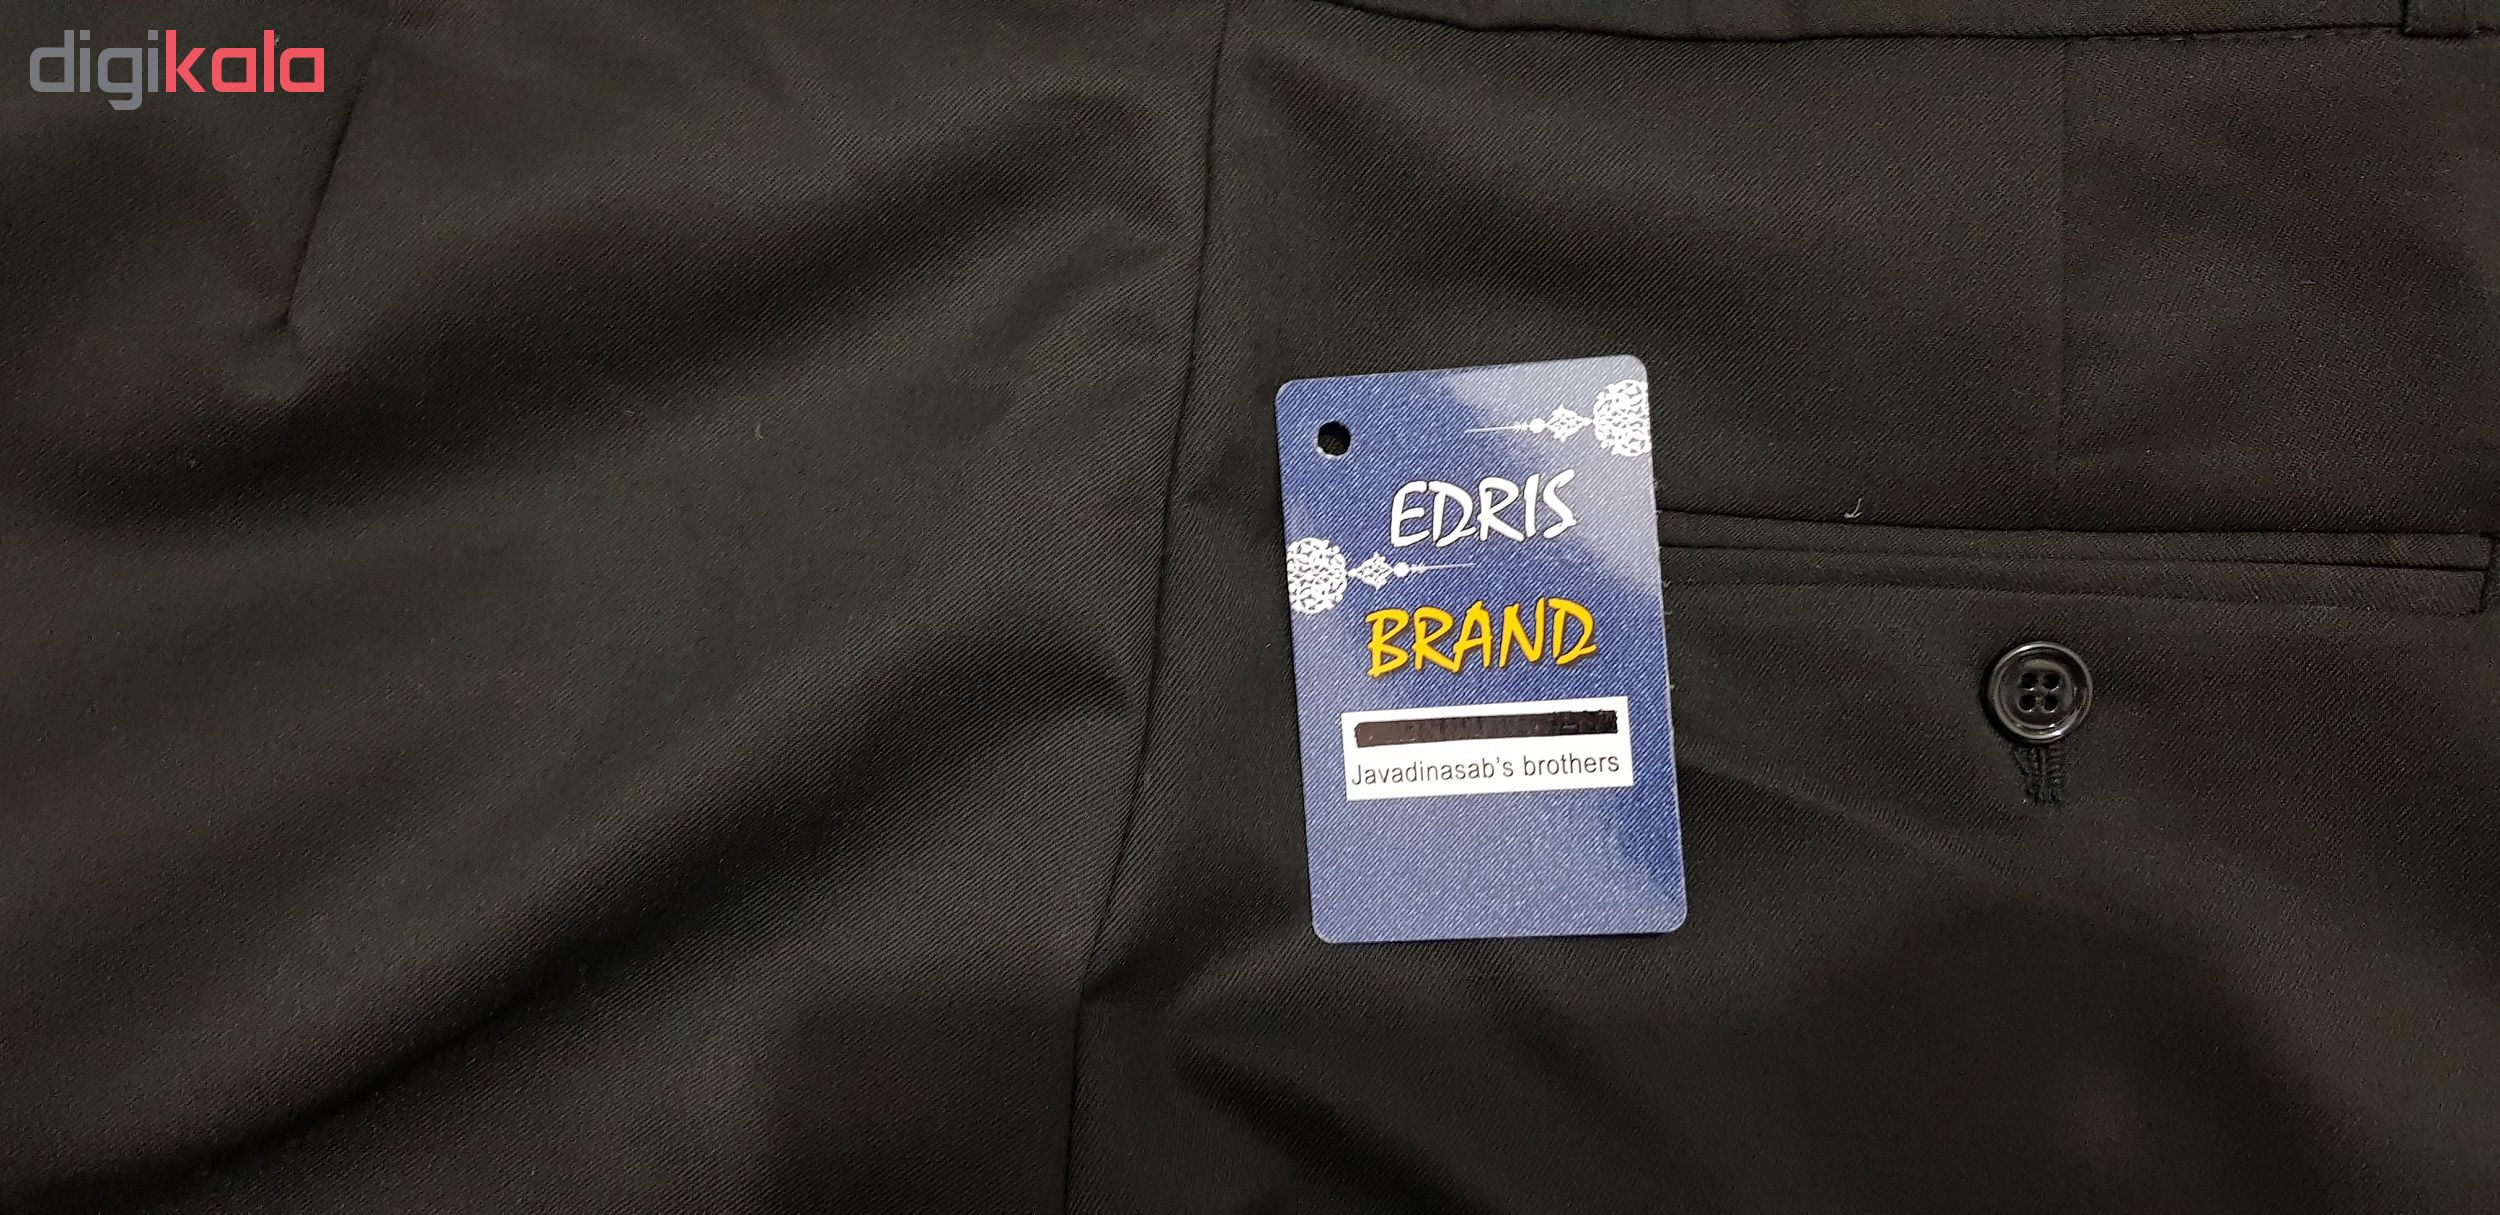 digikala
EDRIS
BRAND
Javadinasab's brothers